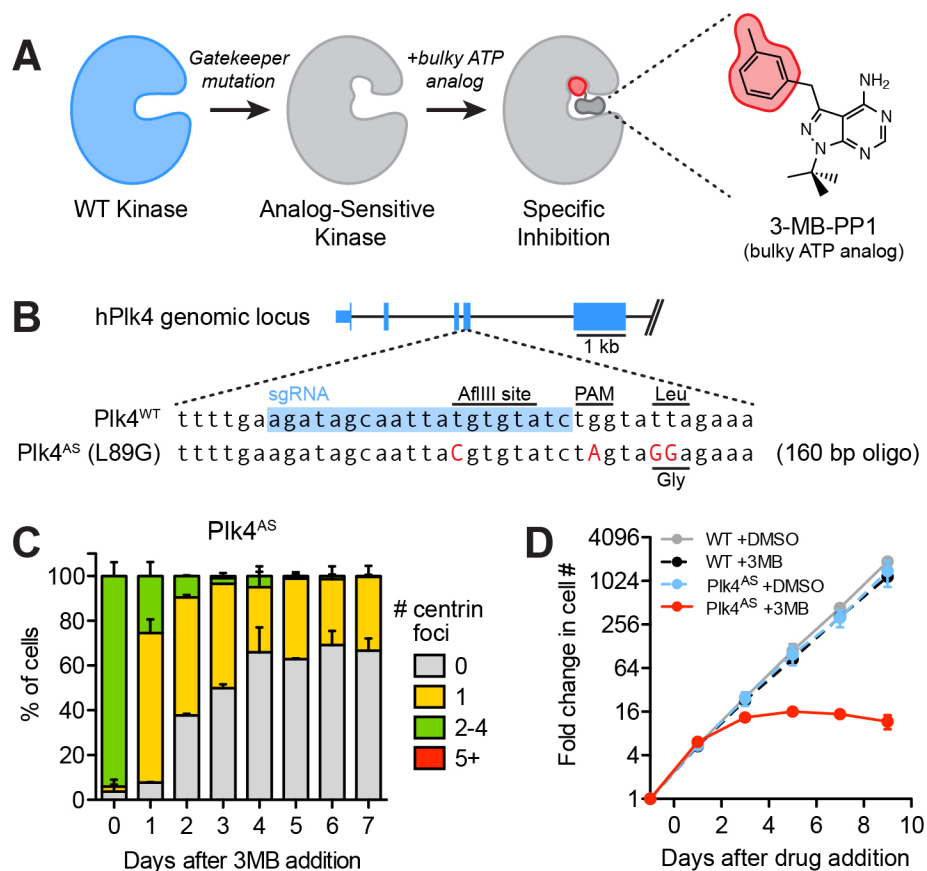 A
Gatekeeper
mutation
+bulky ATP
analog
WT Kinase
Analog-Sensitive
Kinase
Specific
Inhibition
NH2
N
N
N
N
N
3-MB-PP1
(bulky ATP analog)
B
hPlk4 genomic locus
1 kb
sgRNA
AflIII site
PAM
Leu
Plk4WT
ttttgaagatagcaattatgtgtatctggtattagaaa
Plk4AS (L89G)
ttttgaagatagcaattaCgtgtatctAgtaGGagaaa
(160 bp oligo)
Gly
C
Plk4AS
% of cells
100
80
60
40
20
0
0 1 2 3 4 5 6 7
Days after 3MB addition
# centrin
foci
0
1
2-4
5+
D
Fold change in cell #
4096
1024
256
64
16
4
1
WT +DMSO
WT +3MB
Plk4AS +DMSO
Plk4AS +3MB
0 2 4 6 8 10
Days after drug addition